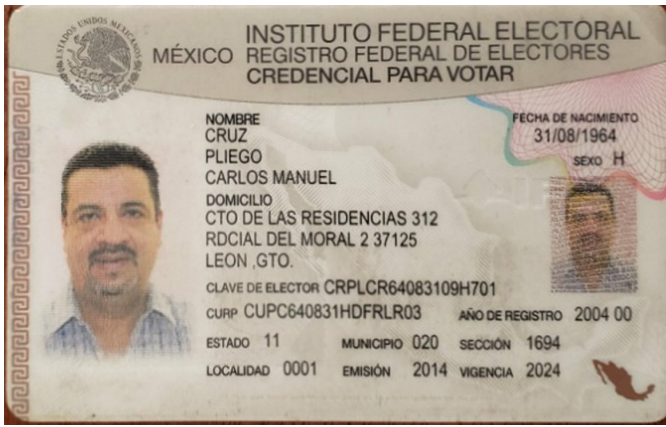 ESTADOS UNIDOS MEXICANOS
INSTITUTO FEDERAL ELECTORAL
MÉXICO REGISTRO FEDERAL DE ELECTORES
CREDENCIAL PARA VOTAR
NOMBRE
CRUZ
PLIEGO
CARLOS MANUEL
FECHA DE NACIMIENTO
31/08/1964
SEXO H
DOMICILIO
CTO DE LAS RESIDENCIAS 312
RDCIAL DEL MORAL 2 37125
LEON ,GTO.
CLAVE DE ELECTOR CRPLCR64083109H701
CURP CUPC640831HDFRLR03 AÑO DE REGISTRO 2004 00
ESTADO 11 MUNICIPIO 020 SECCIÓN 1694
LOCALIDAD 0001 EMISIÓN 2014 VIGENCIA 2024